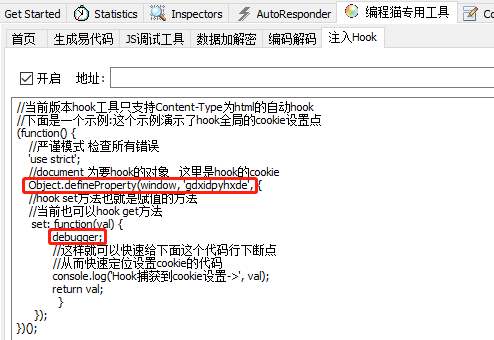 Get Started Statistics Inspectors AutoResponder 编程猫专用工具 Co
首页 生成易代码 JS调试工具 数据加解密 编码解码 注入Hook
开启 地址:
//当前版本hook工具只支持Content-Type为html的自动hook
//下面是一个示例:这个示例演示了hook全局的cookie设置点
(function() {
//严谨模式 检查所有错误
'use strict';
//document 为要hook的对象 这里是hook的cookie
Object.defineProperty(window, 'gdxidpyhxde', {
//hook set方法也就是赋值的方法
//当前也可以hook get方法
set: function(val) {
debugger;
//这样就可以快速给下面这个代码行下断点
//从而快速定位设置cookie的代码
console.log('Hook捕获到cookie设置->', val);
return val;
}
});
})();